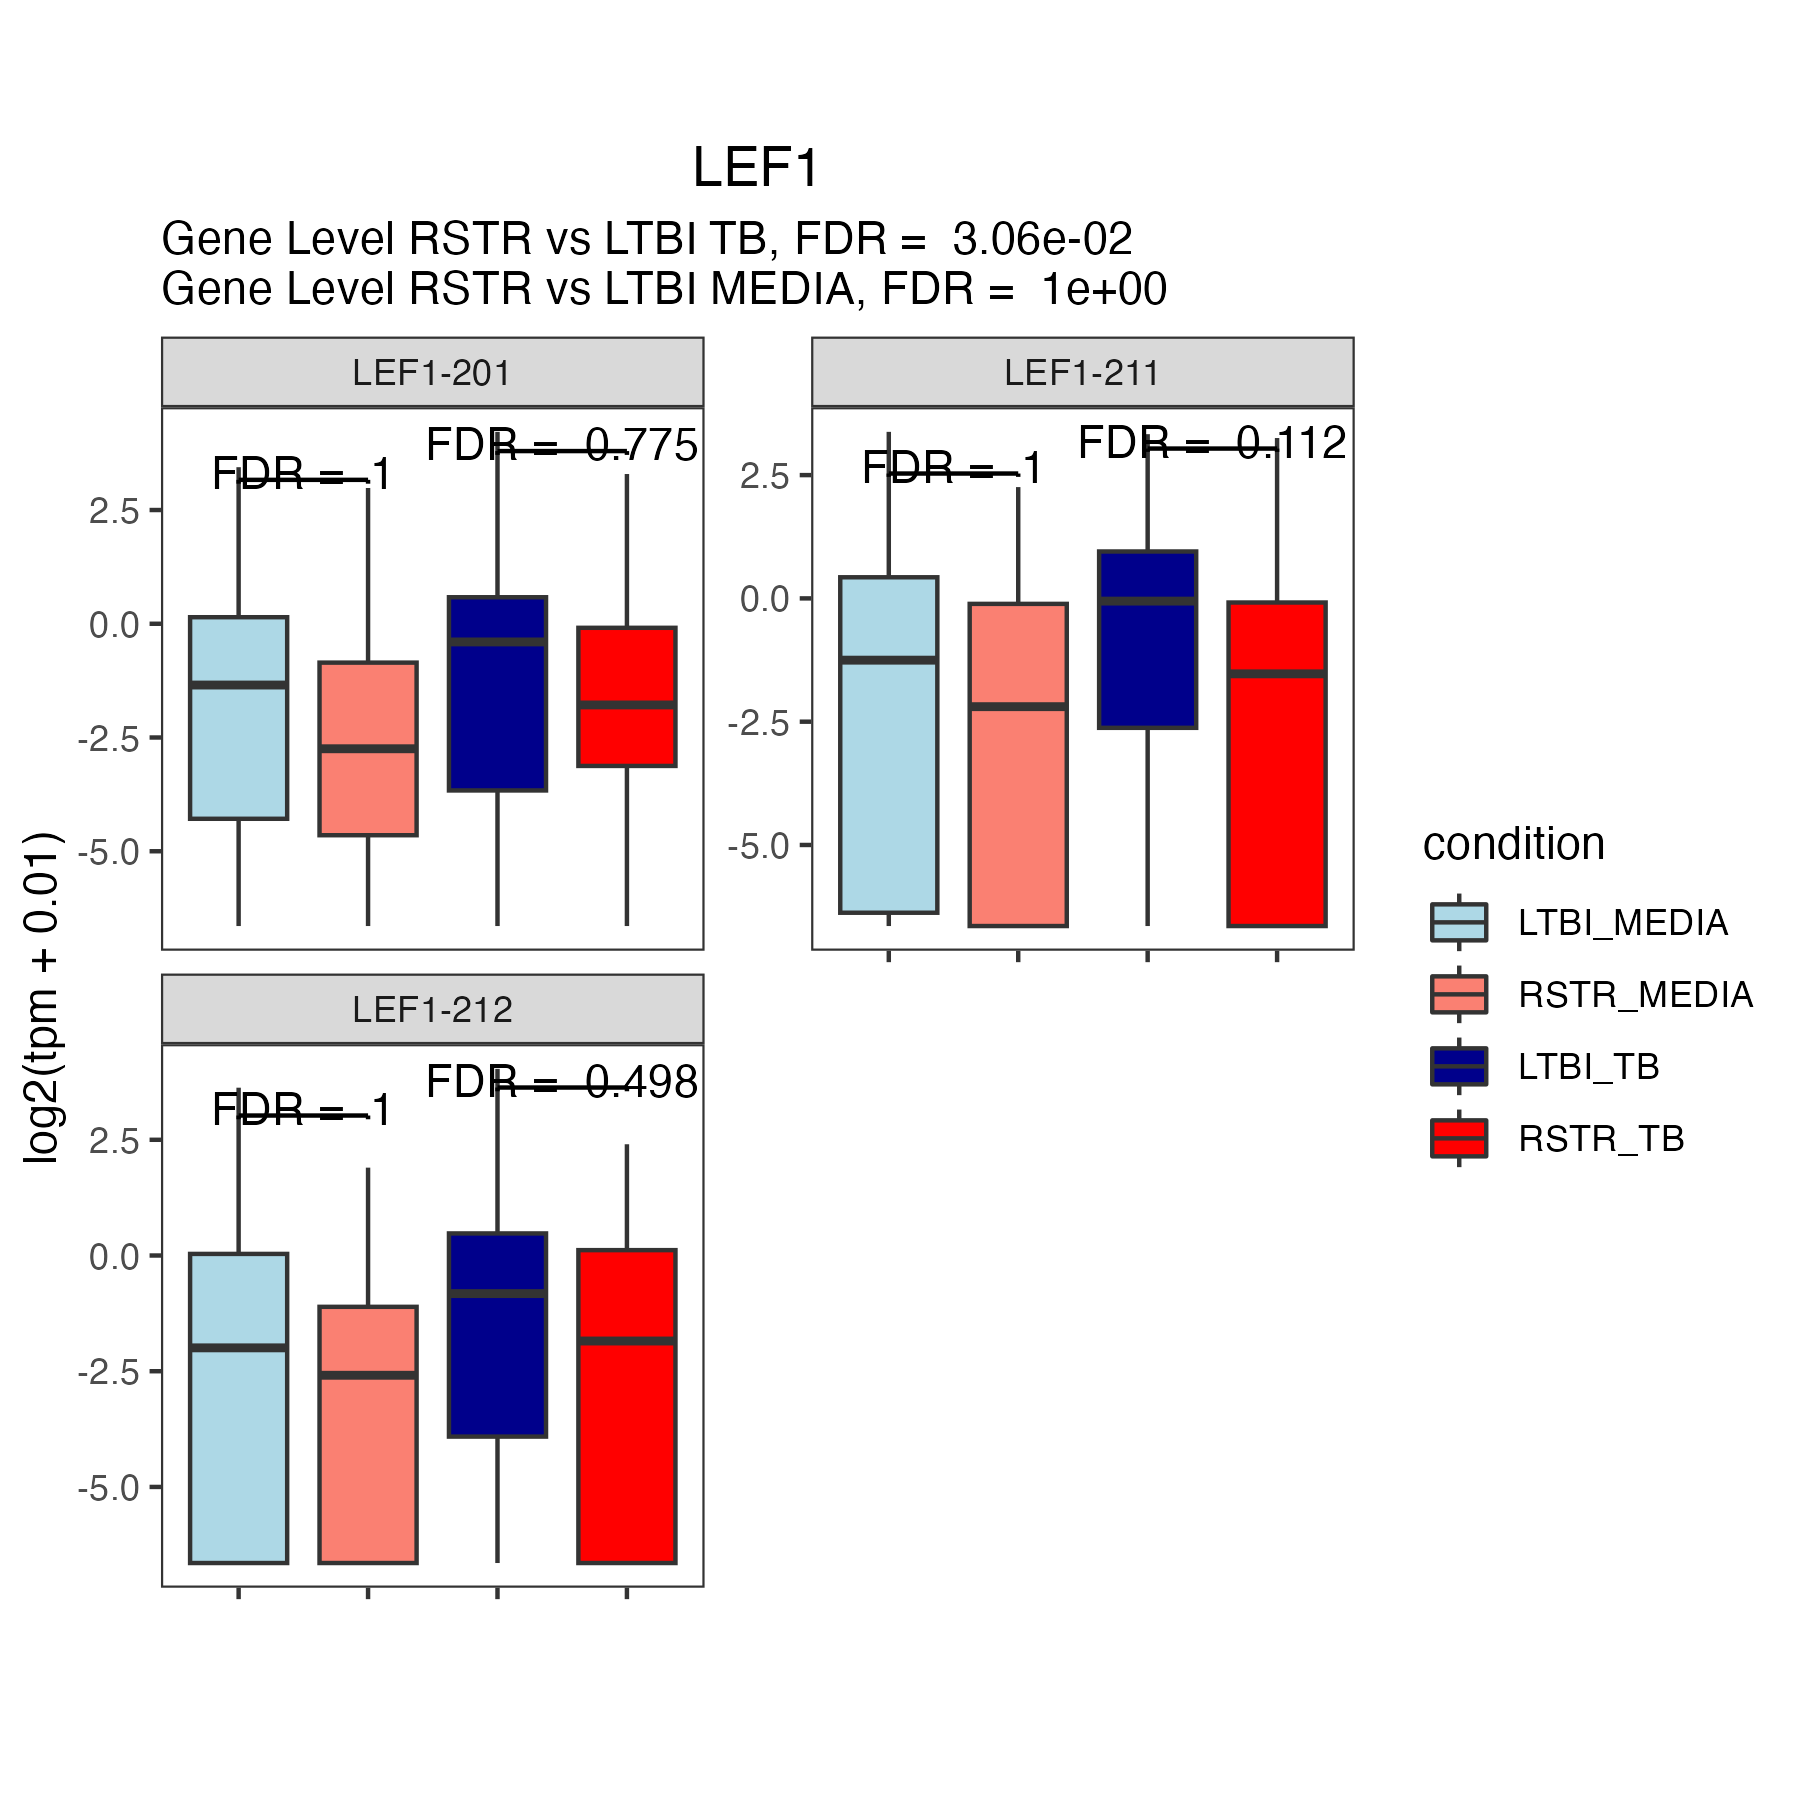 LEF1
Gene Level RSTR vs LTBI TB, FDR = 3.06e-02
Gene Level RSTR vs LTBI MEDIA, FDR = 1e+00
LEF1-201
FDR = 1
FDR = 0.775
2.5
0.0
-2.5
-5.0
LEF1-211
FDR = 1
FDR = 0.112
2.5
0.0
-2.5
-5.0
LEF1-212
FDR = 1
FDR = 0.498
2.5
0.0
-2.5
-5.0
log2(tpm + 0.01)
condition
LTBI_MEDIA
RSTR_MEDIA
LTBI_TB
RSTR_TB